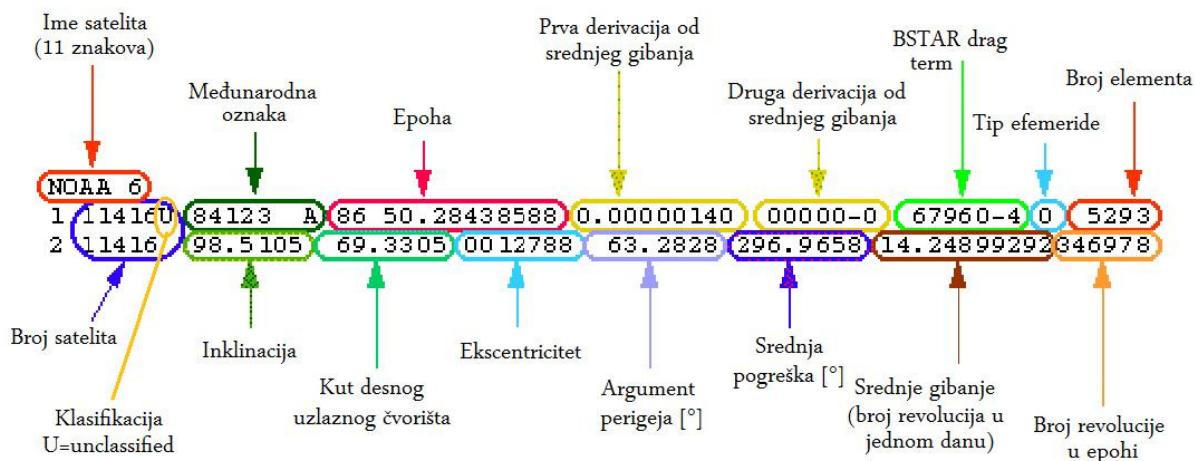 Ime satelita
(11 znakova)
Međunarodna
oznaka
Epoha
Prva derivacija od
srednjeg gibanja
Druga derivacija od
srednjeg gibanja
BSTAR drag
term
Tip efemeride
Broj elementa
NOAA 6
1 11416U 84123 A 86 50.28438588 0.00000140 00000-0 67960-4 0 5293
2 11416 98.5105 69.3305 0012788 63.2828 296.9658 14.24899292 346978
Broj satelita
Klasifikacija
U=unclassified
Inklinacija
Kut desnog
uzlaznog čvorišta
Ekscentricitet
Argument
perigeja [°]
Srednja
pogreška [°]
Srednje gibanje
(broj revolucija u
jednom danu)
Broj revolucije
u epohi